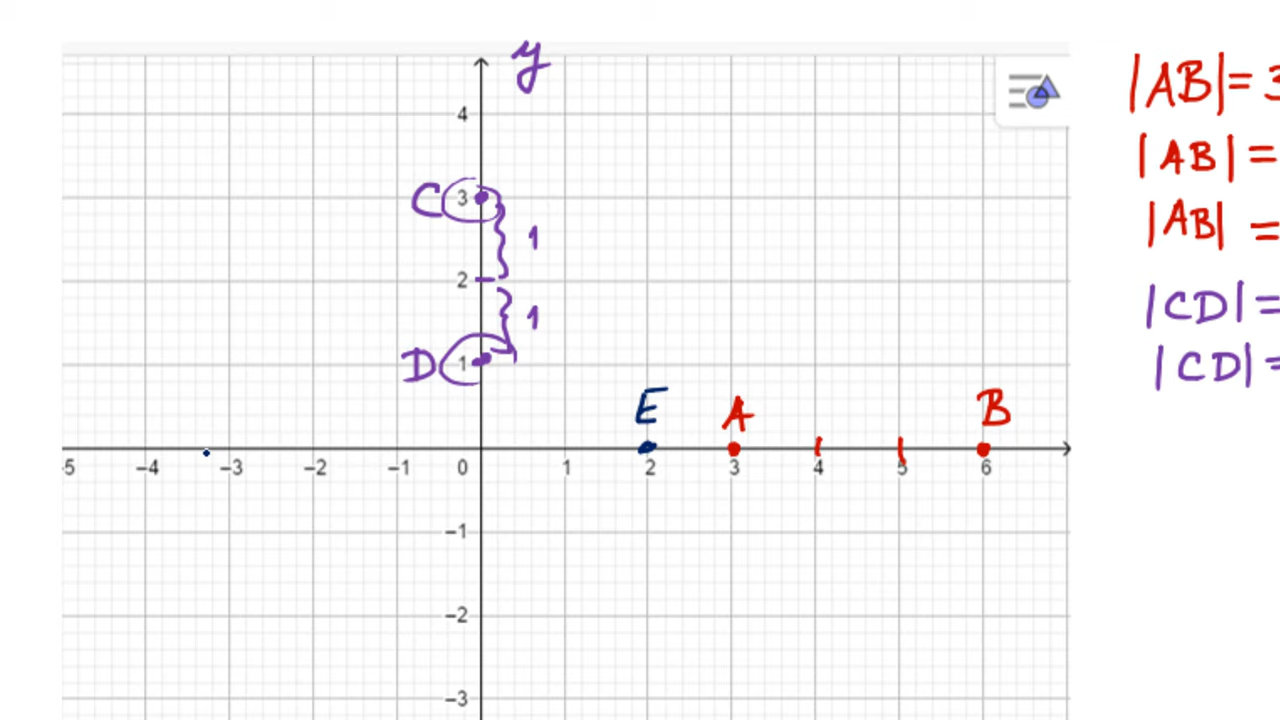 y
|AB|= 3
4
|AB| =
C 3
1
|AB| =
2
|CD| =
1
D 1
|CD| =
E
A
B
-5 −4 −3 −2 −1 0 1 2 3 4 5 6
−1
−2
−3